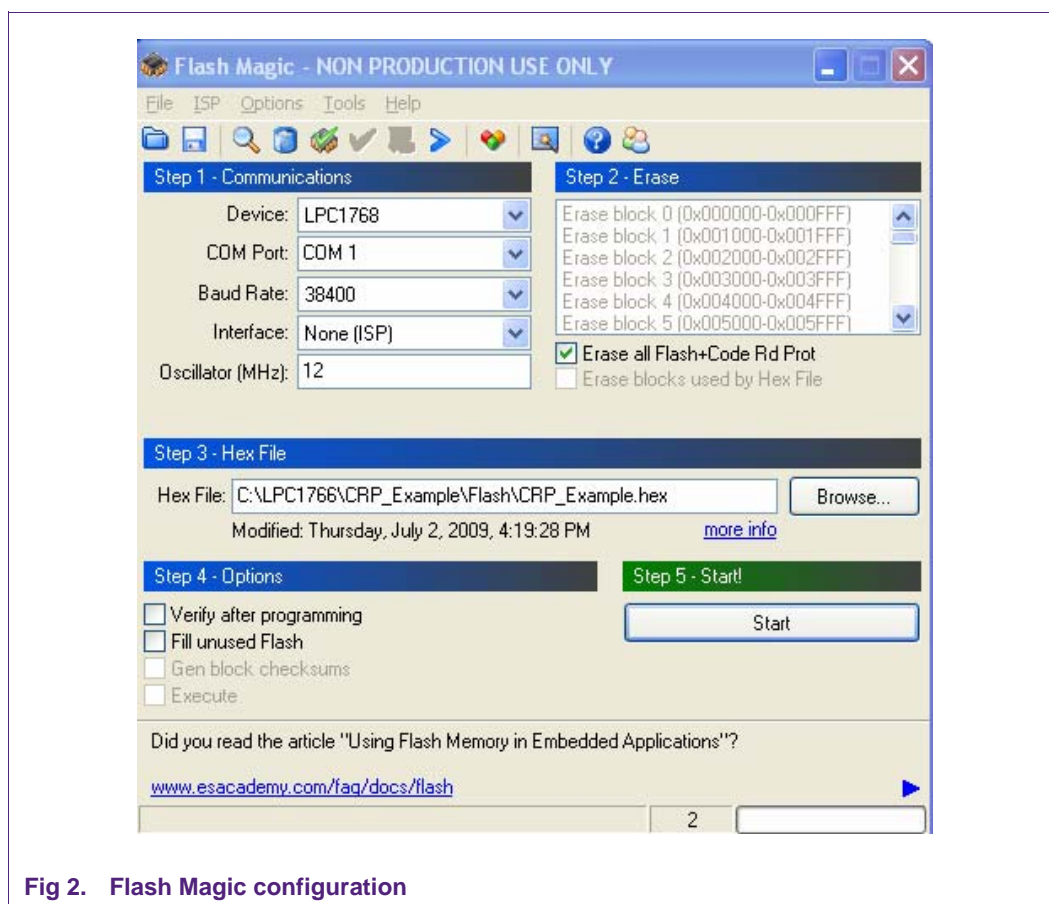 Flash Magic - NON PRODUCTION USE ONLY
File ISP Options Tools Help
Step 1 - Communications
Device: LPC1768
COM Port: COM 1
Baud Rate: 38400
Interface: None (ISP)
Oscillator (MHz): 12
Step 2 - Erase
Erase block 0 (0x000000-0x000FFF)
Erase block 1 (0x001000-0x001FFF)
Erase block 2 (0x002000-0x002FFF)
Erase block 3 (0x003000-0x003FFF)
Erase block 4 (0x004000-0x004FFF)
Erase block 5 (0x005000-0x005FFF)
Erase all Flash+Code Rd Prot
Erase blocks used by Hex File
Step 3 - Hex File
Hex File: C:\LPC1766\CRP_Example\Flash\CRP_Example.hex Browse...
Modified: Thursday, July 2, 2009, 4:19:28 PM more info
Step 4 - Options
Verify after programming
Fill unused Flash
Gen block checksums
Execute
Step 5 - Start!
Start
Did you read the article "Using Flash Memory in Embedded Applications"?
www.esacademy.com/faq/docs/flash
2
Fig 2. Flash Magic configuration